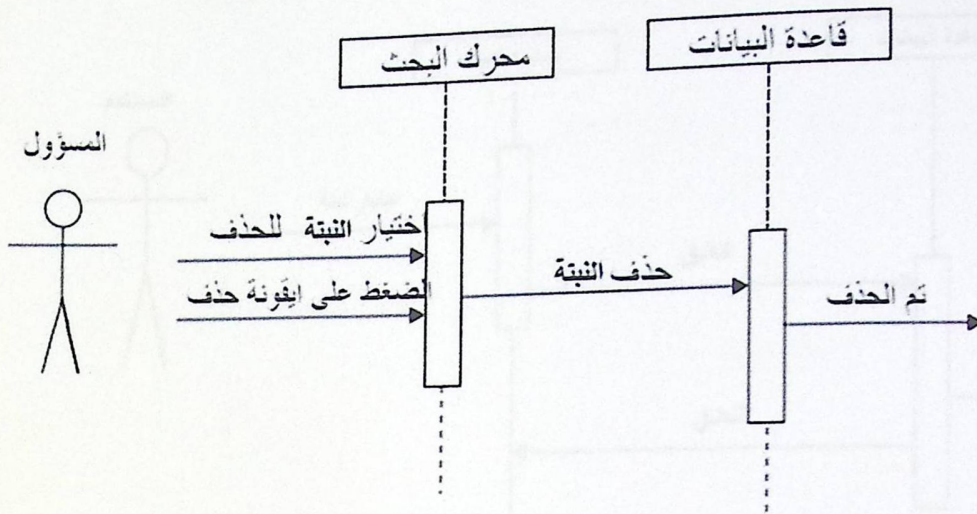 قاعدة البيانات
محرك البحث
المسؤول
اختيار النبتة للحذف
الضغط على ايقونة حذف
حذف النبتة
تم الحذف